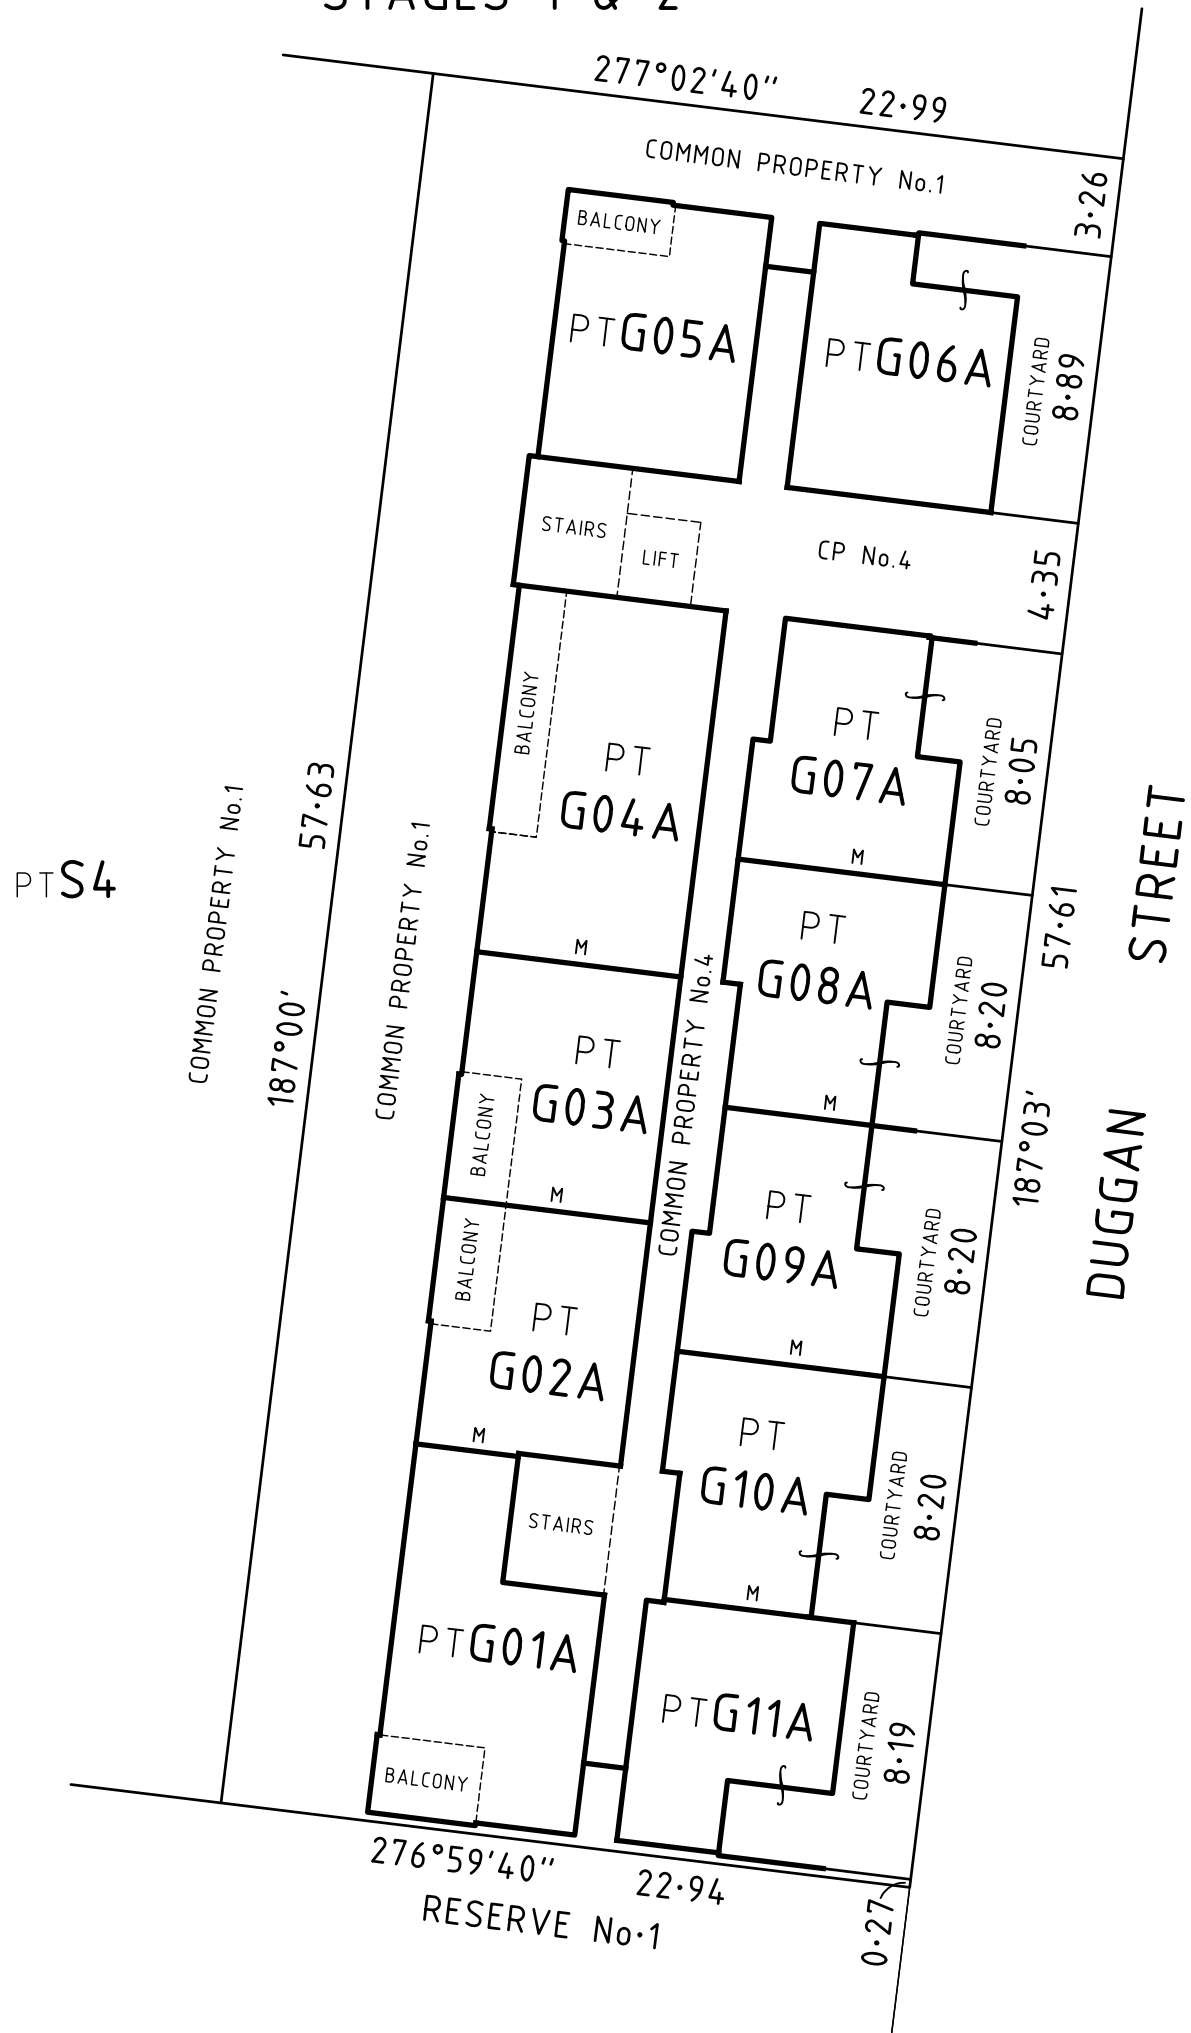 STAGES 1 & 2
277°02'40"
22·99
COMMON PROPERTY No.1
3·26
BALCONY
PTG05A
PTG06A
COURTYARD
8·89
STAIRS
LIFT
CP No.4
4·35
BALCONY
PT
G04A
M
PT
G07A
M
COURTYARD
8·05
57·63
187°00'
COMMON PROPERTY No.1
COMMON PROPERTY No.1
PTS4
STREET
DUGGAN
57·61
187°03'
PT
G08A
M
COURTYARD
8·20
COMMON PROPERTY No.4
PT
G03A
BALCONY
M
PT
G09A
M
COURTYARD
8·20
BALCONY
PT
G02A
M
PT
G10A
M
COURTYARD
8·20
STAIRS
PTG01A
BALCONY
PTG11A
COURTYARD
8·19
276°59'40"
22·94
0·27
RESERVE No·1